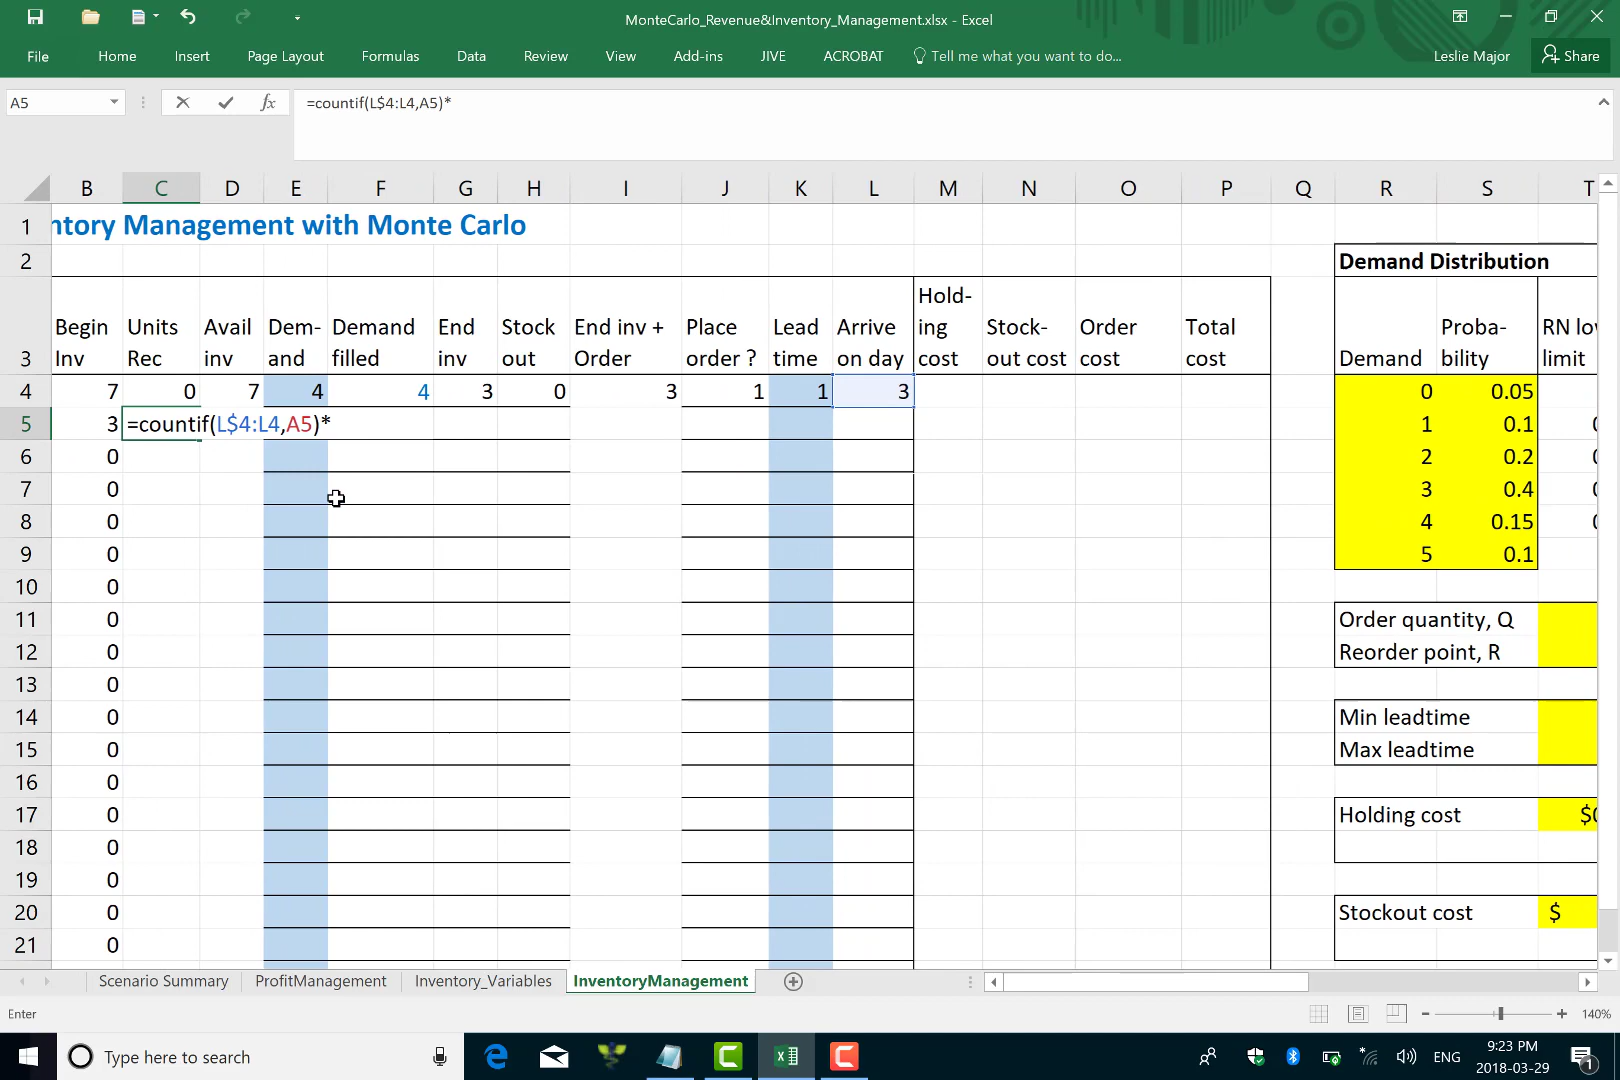 MonteCarlo_Revenue&Inventory_Management.xlsx - Excel
File Home Insert Page Layout Formulas Data Review View Add-ins JIVE ACROBAT Tell me what you want to do... Leslie Major Share
A5 fx =countif(L$4:L4,A5)*
B C D E F G H I J K L M N O P Q R S T
1 ntory Management with Monte Carlo
2 Demand Distribution
3 Begin Inv Units Rec Avail inv Dem-and Demand filled End inv Stock out End inv + Order Place order ? Lead time Arrive on day Hold-ing cost Stock-out cost Order cost Total cost Demand Proba-bility RN lo limit
4 7 0 7 4 4 3 0 3 1 1 3 0 0.05
5 3 =countif(L$4:L4,A5)* 1 0.1
6 0 2 0.2
7 0 3 0.4
8 0 4 0.15
9 0 5 0.1
10 0
11 0 Order quantity, Q
12 0 Reorder point, R
13 0
14 0 Min leadtime
15 0 Max leadtime
16 0
17 0 Holding cost $0
18 0
19 0
20 0 Stockout cost $
21 0
Scenario Summary ProfitManagement Inventory_Variables InventoryManagement
Enter 140%
Type here to search ENG 9:23 PM
2018-03-29 1